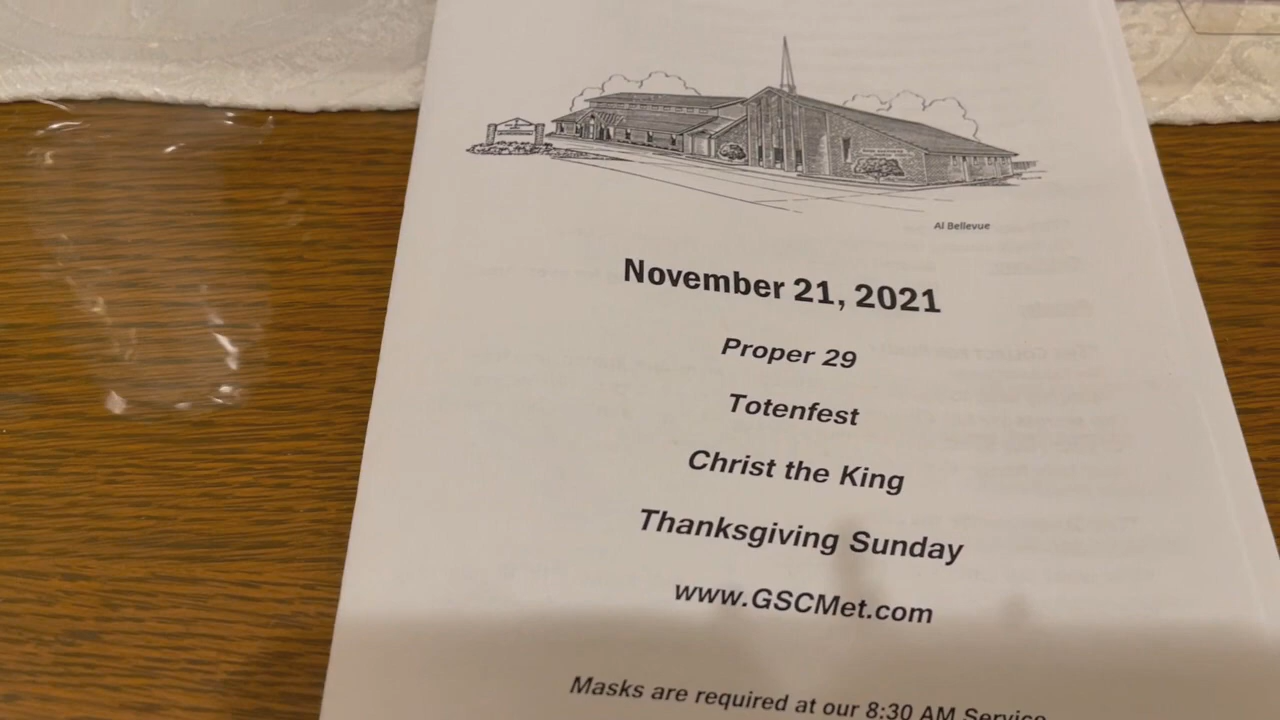 Al Bellevue
November 21, 2021
Proper 29
Totenfest
Christ the King
Thanksgiving Sunday
www.GSCMet.com
Masks are required at our 8:30 AM Service